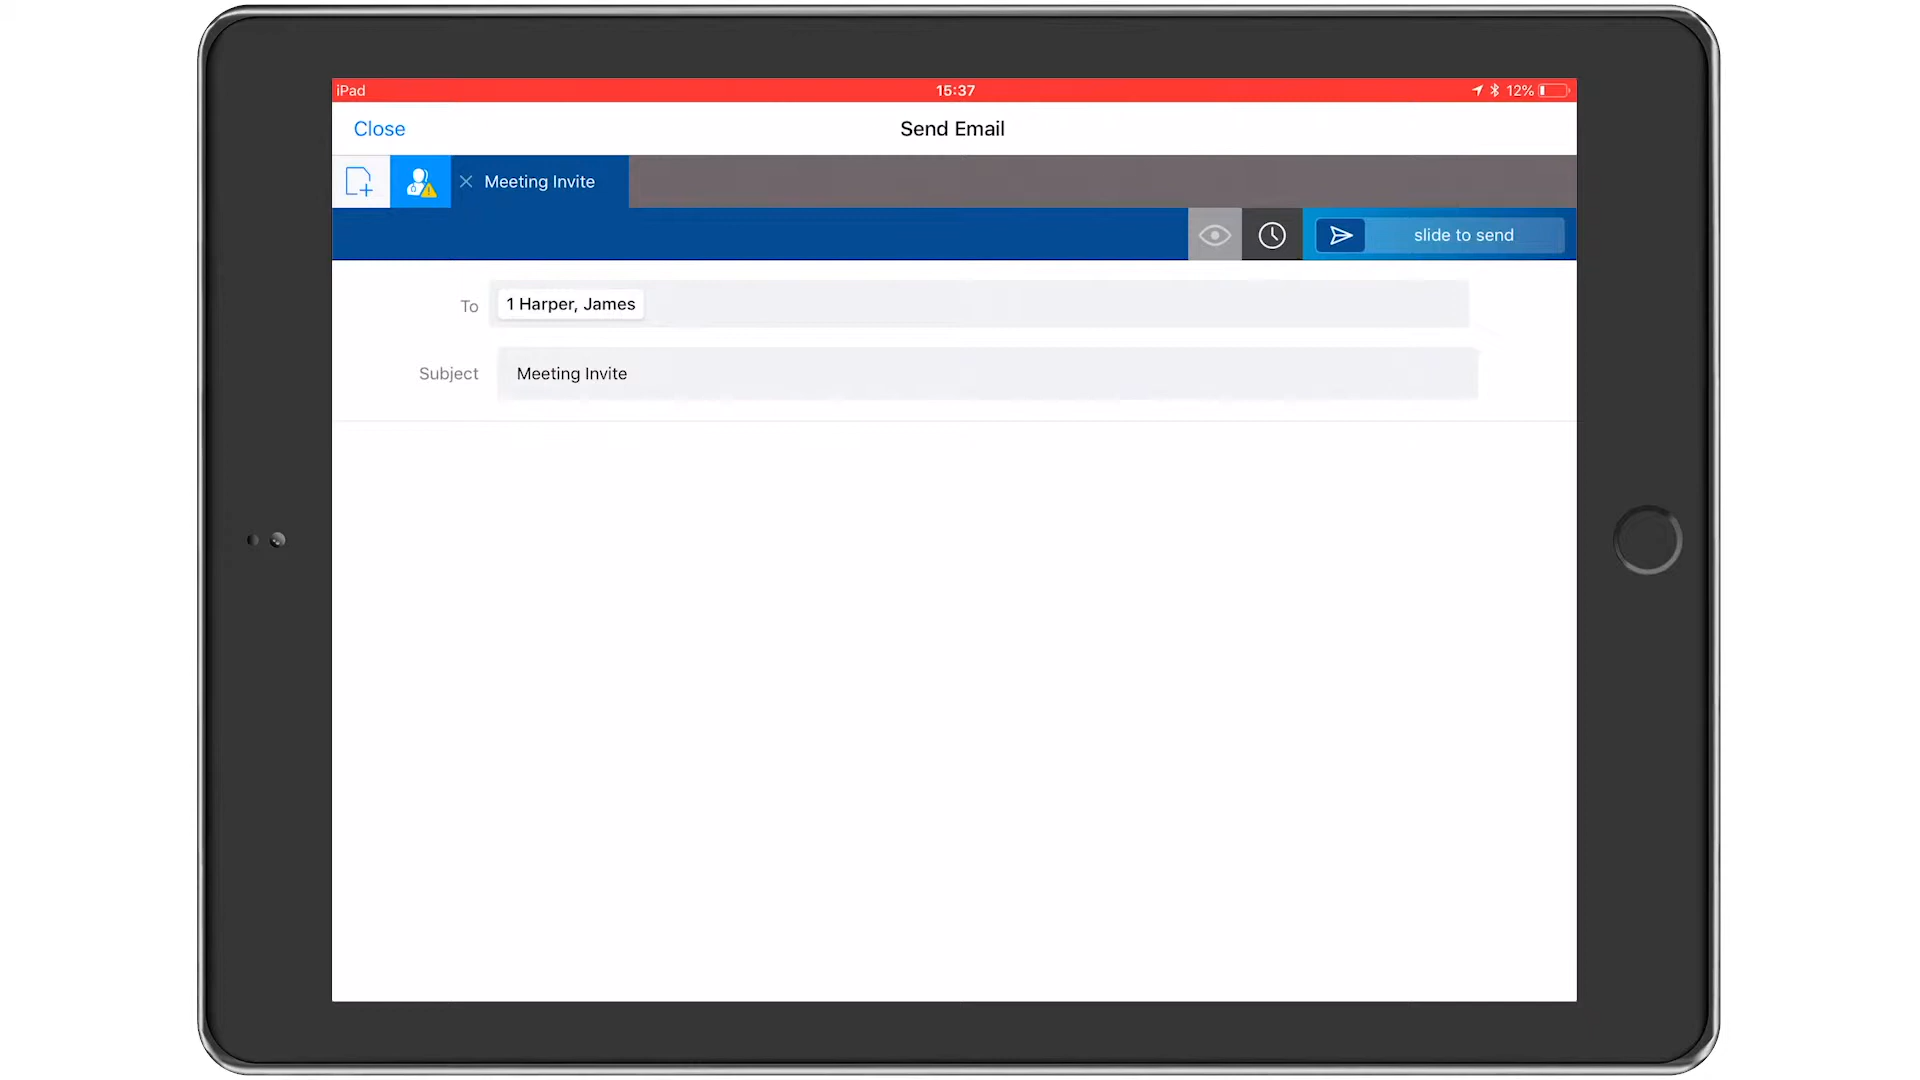 iPad 15:37 12%
Close Send Email
Meeting Invite
slide to send
To 1 Harper, James
Subject Meeting Invite